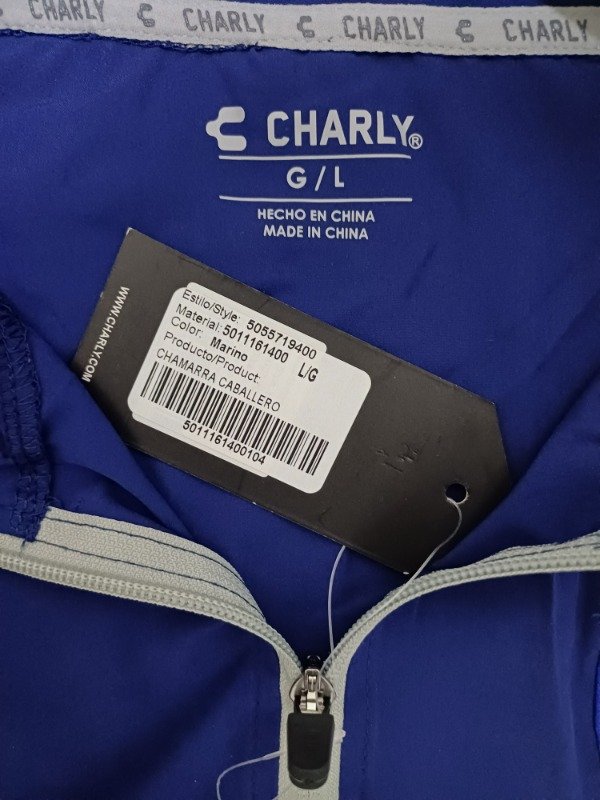 CHARLY CHARLY CHARLY CHARLY
CHARLY®
G / L
HECHO EN CHINA
MADE IN CHINA
WWW.CHARLY.COM
Estilo/Style: 5055719400
Material: 5011161400 L/G
Color: Marino
Producto/Product:
CHAMARRA CABALLERO
5011161400104